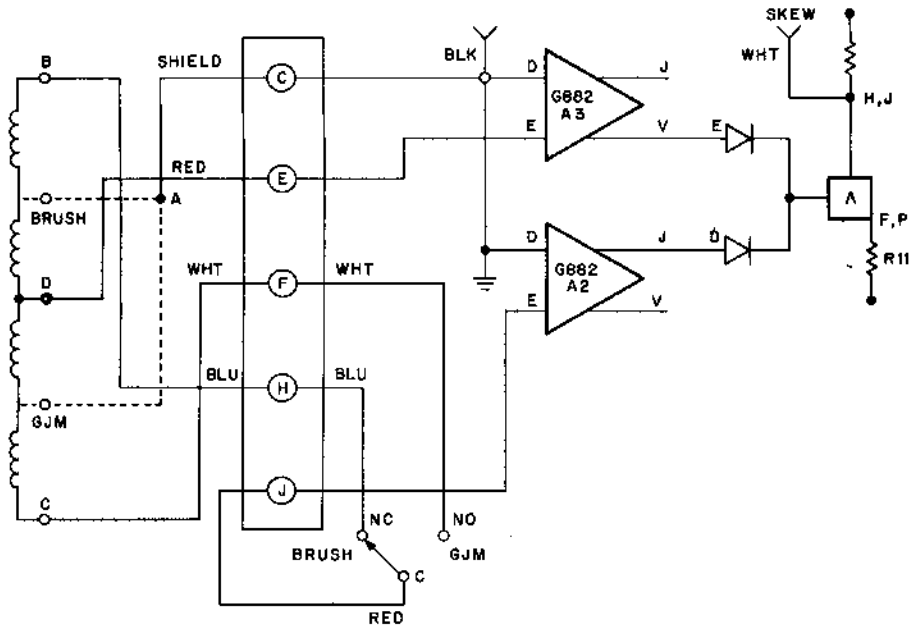 SKEW
B
SHIELD
C
BLK
D
J
WHT
G882
A3
H, J
E
V
E
RED
E
BRUSH
A
A
F, P
WHT
F
WHT
D
J
D
R11
D
G882
A2
E
V
BLU
H
BLU
GJM
J
C
NC
NO
BRUSH
GJM
C
RED